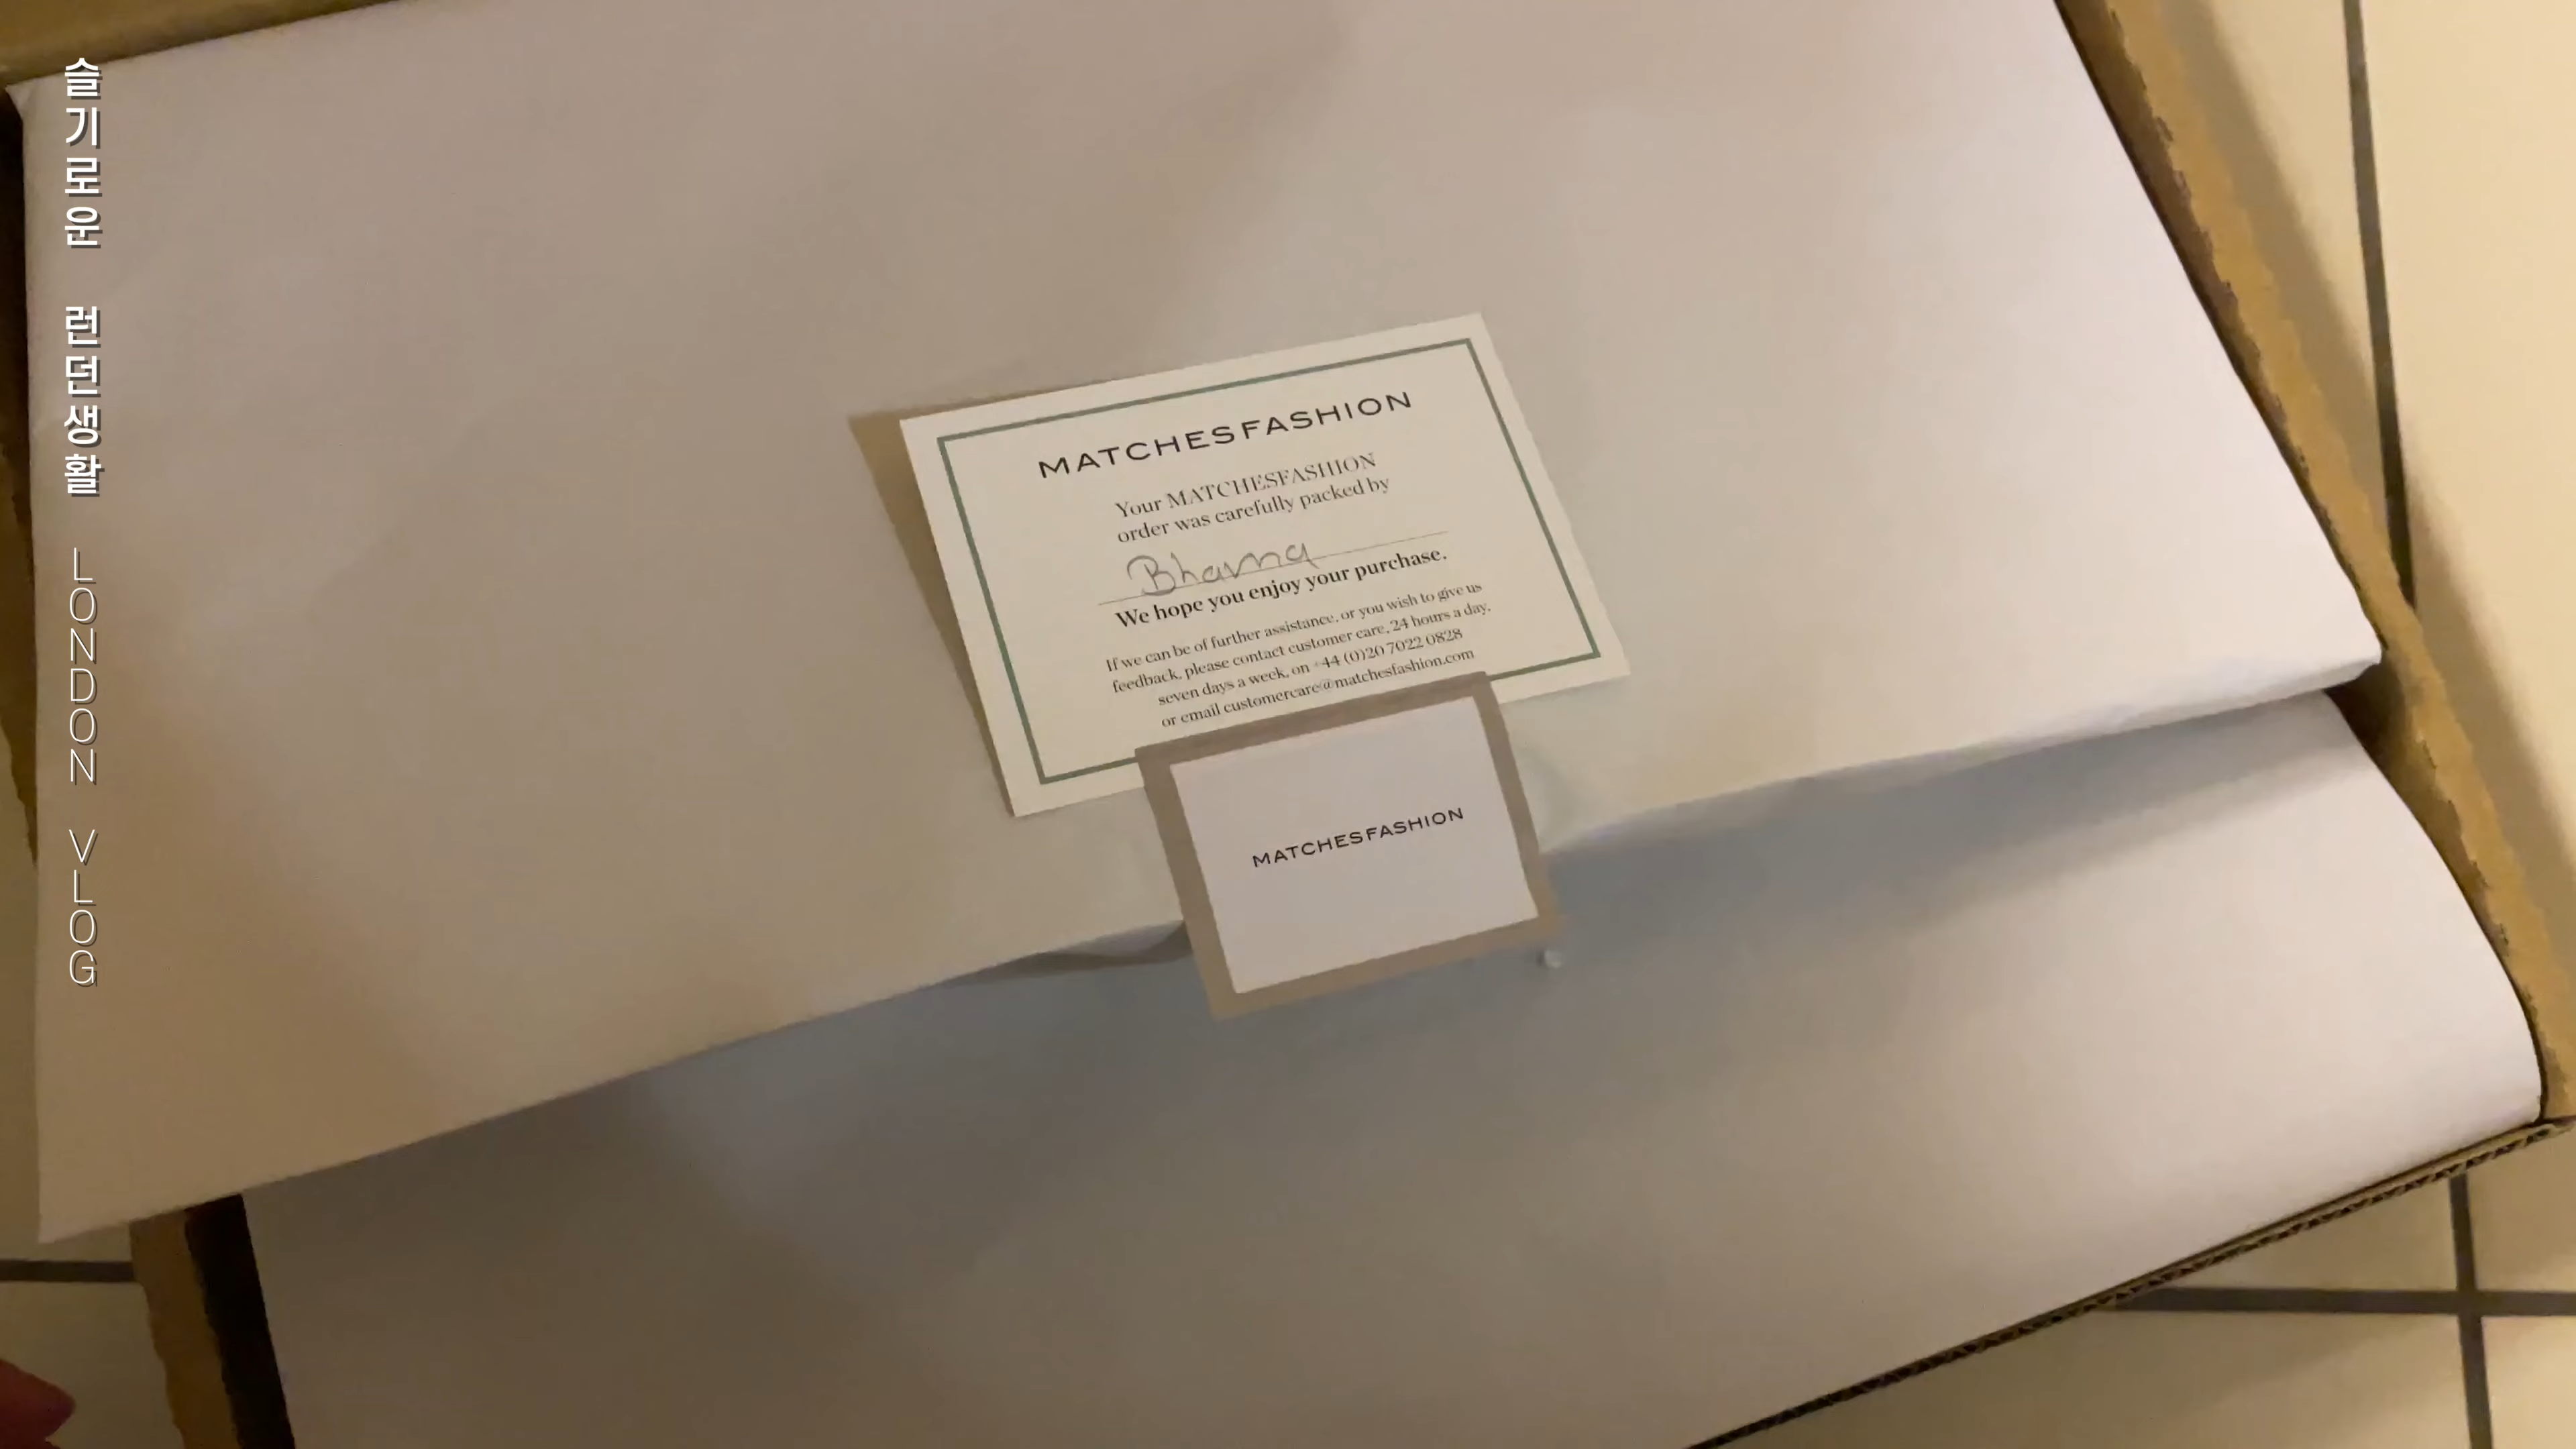 슬기로운 런던생활 LONDON VLOG
MATCHESFASHION
Your MATCHESFASHION
order was carefully packed by
Bhavna
We hope you enjoy your purchase.
If we can be of further assistance, or you wish to give us
feedback, please contact customer care, 24 hours a day,
seven days a week, on +44 (0)20 7022 0828
or email customercare@matchesfashion.com
MATCHESFASHION